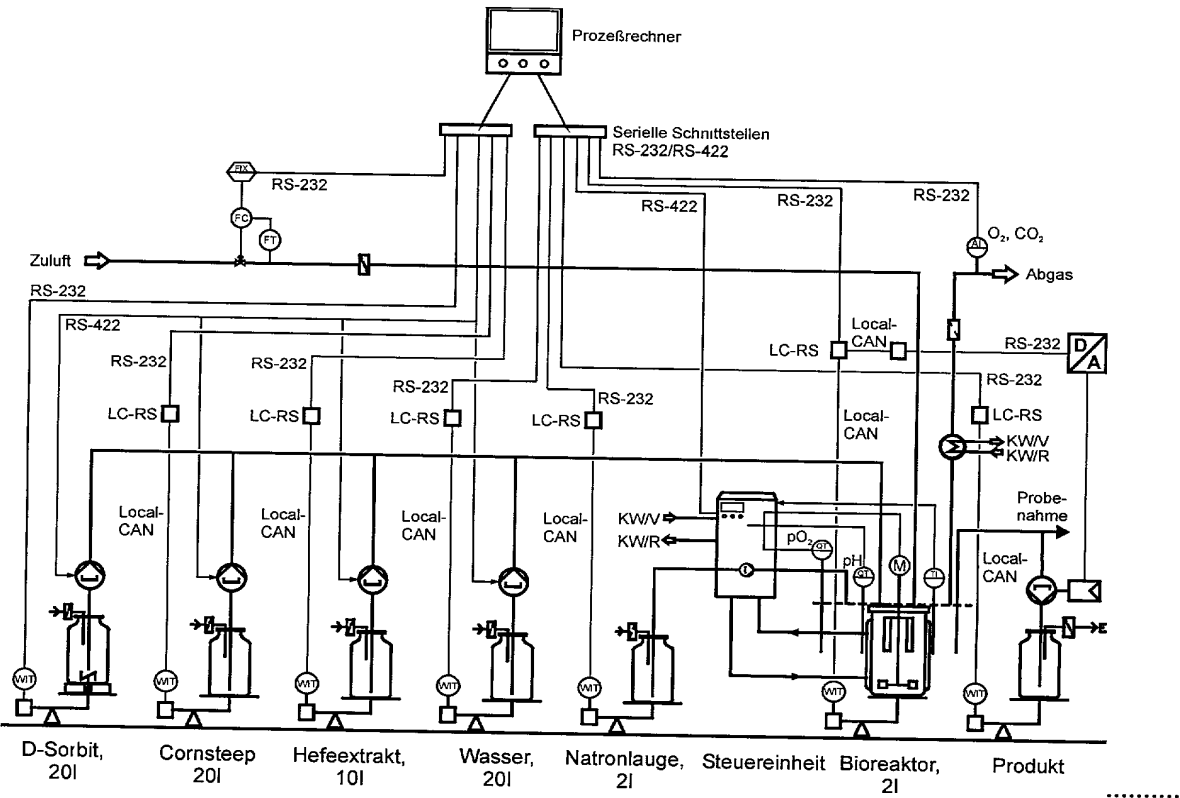 Prozeßrechner
Serielle Schnittstellen
RS-232/RS-422
FIX
RS-232
RS-422
RS-232
RS-232
FC
FT
AI
O₂, CO₂
Zuluft
Abgas
RS-232
RS-422
RS-232
RS-232
RS-232
RS-232
LC-RS
Local-
CAN
RS-232
D
A
RS-232
LC-RS
LC-RS
LC-RS
LC-RS
LC-RS
Local-
CAN
KW/V
KW/R
Local-
CAN
Local-
CAN
Local-
CAN
Local-
CAN
KW/V
KW/R
pO₂
QT
pH
QT
M
TI
Probe-
nahme
Local-
CAN
E
WIT
WIT
WIT
WIT
WIT
WIT
WIT
D-Sorbit,
20l
Cornsteep
20l
Hefeextrakt,
10l
Wasser,
20l
Natronlauge,
2l
Steuereinheit
Bioreaktor,
2l
Produkt